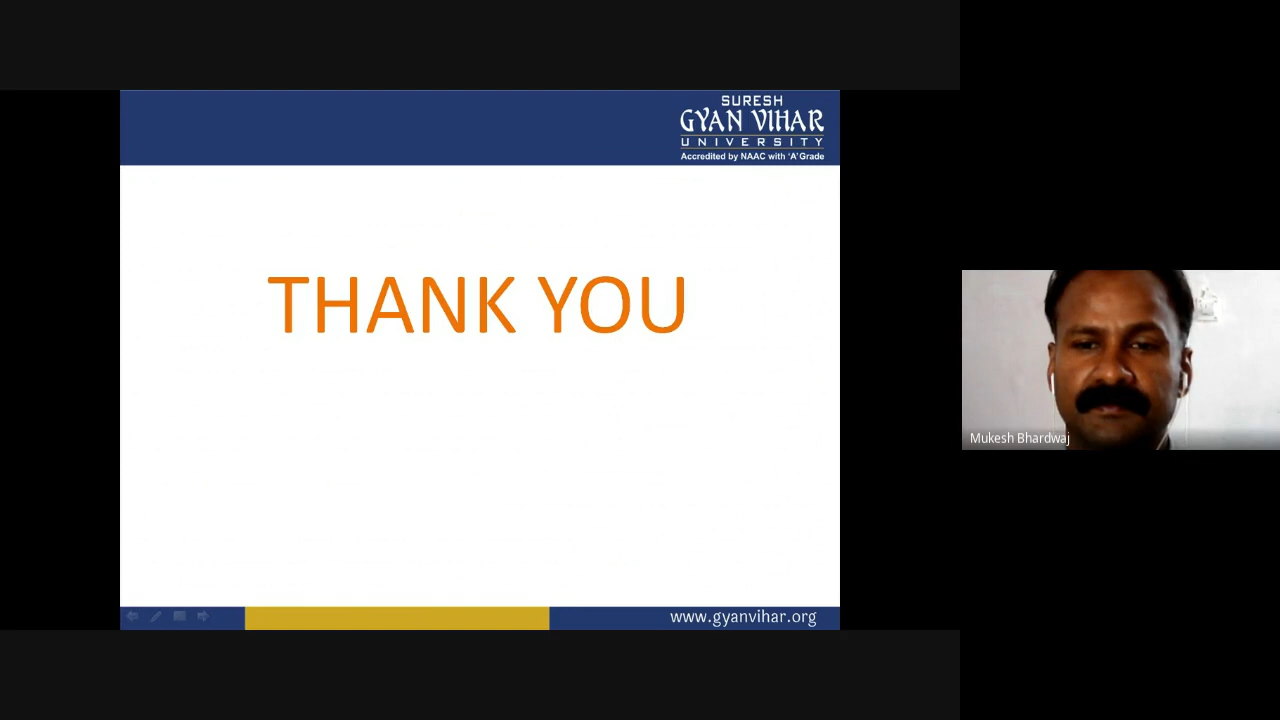 SURESH
GYAN VIHAR
UNIVERSITY
Accredited by NAAC with 'A' Grade
THANK YOU
www.gyanvihar.org
Mukesh Bhardwaj